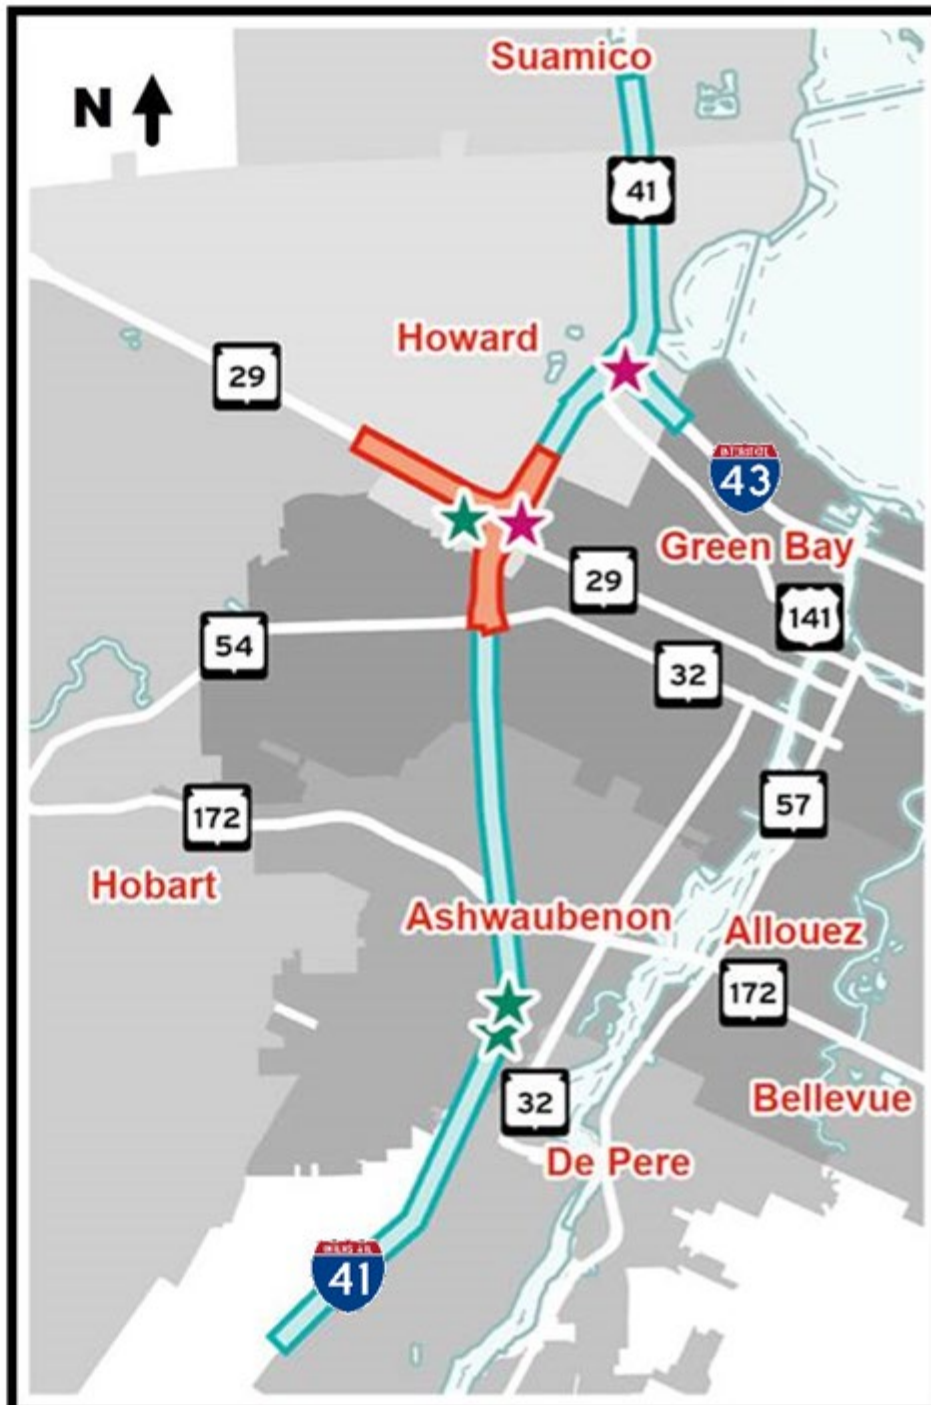 Suamico
N
41
Howard
29
INTERSTATE
43
Green Bay
29
141
54
32
57
172
Hobart
Ashwaubenon
Allouez
172
32
Bellevue
De Pere
41